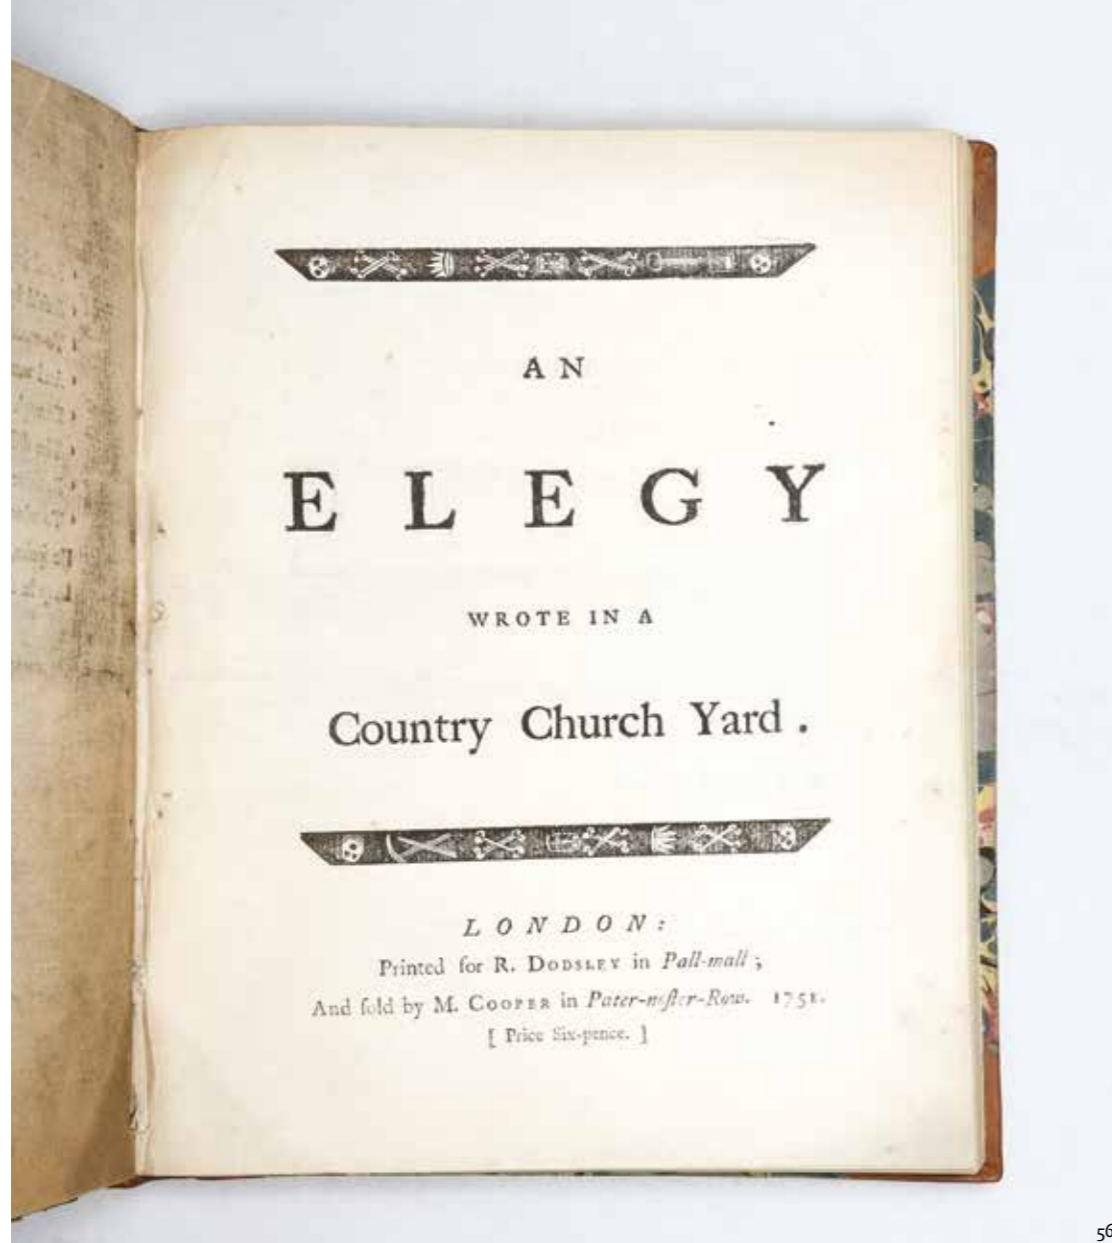 AN
ELEGY
WROTE IN A
Country Church Yard.
LONDON:
Printed for R. DODSLEY in Pall-mall;
And ſold by M. COOPER in Pater-noſter-Row. 1751.
[ Price Six-pence. ]
56